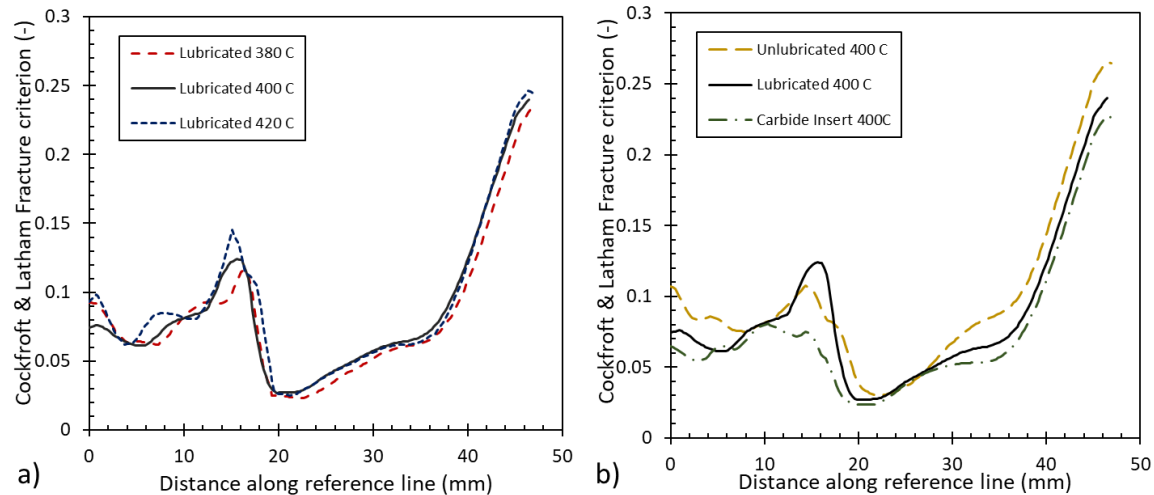 Cockfroft & Latham Fracture criterion (-)
0.3
0.25
0.2
0.15
0.1
0.05
0
Lubricated 380 C
Lubricated 400 C
Lubricated 420 C
0 10 20 30 40 50
Distance along reference line (mm)
a)
Cockfroft & Latham Fracture criterion (-)
0.3
0.25
0.2
0.15
0.1
0.05
0
Unlubricated 400 C
Lubricated 400 C
Carbide Insert 400C
0 10 20 30 40 50
Distance along reference line (mm)
b)